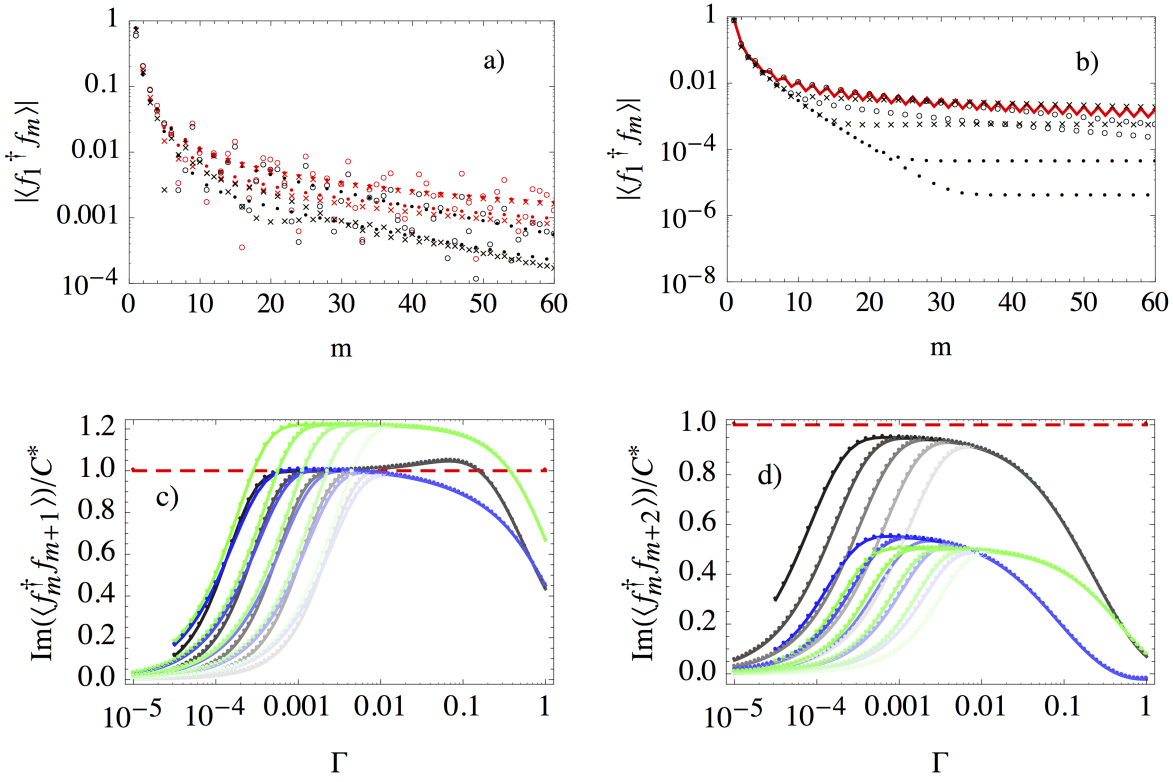 1
0.1
0.01
0.001
10⁻⁴
|⟨f₁† fₘ⟩|
a)
0 10 20 30 40 50 60
m
1
0.01
10⁻⁴
10⁻⁶
10⁻⁸
|⟨f₁† fₘ⟩|
b)
0 10 20 30 40 50 60
m
1.2
1.0
0.8
0.6
0.4
0.2
0.0
Im(⟨fₘ† fₘ₊₁⟩)/C*
c)
10⁻⁵ 10⁻⁴ 0.001 0.01 0.1 1
Γ
1.0
0.8
0.6
0.4
0.2
0.0
Im(⟨fₘ† fₘ₊₂⟩)/C*
d)
10⁻⁵ 10⁻⁴ 0.001 0.01 0.1 1
Γ